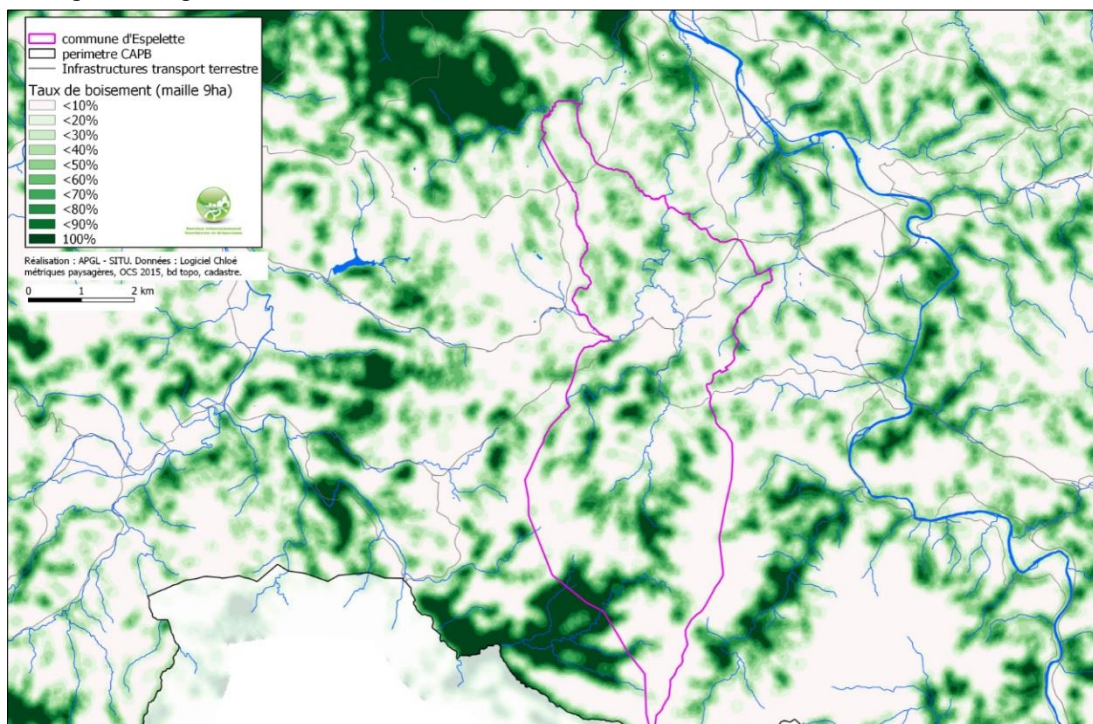 commune d'Espelette
perimetre CAPB
Infrastructures transport terrestre
Taux de boisement (maille 9ha)
<10%
<20%
<30%
<40%
<50%
<60%
<70%
<80%
<90%
100%
Réalisation : APGL - SITU. Données : Logiciel Chloé
métriques paysagères, OCS 2015, bd topo, cadastre.
0 1 2 km